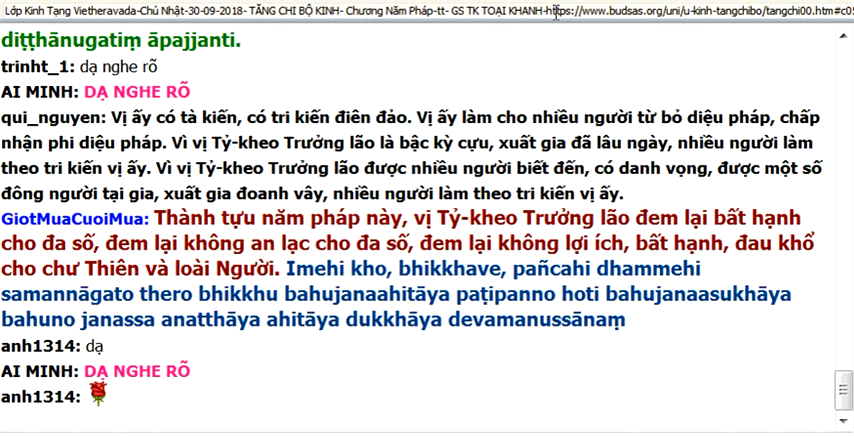 Lớp Kinh Tạng Vietheravada-Chủ Nhật-30-09-2018- TĂNG CHI BỘ KINH- Chương Năm Pháp-tt- GS TK TOẠI KHANH-https://www.budsas.org/uni/u-kinh-tangchibo/tangchi00.htm#c05
diṭṭhānugatiṃ āpajjanti.
trinht_1: dạ nghe rõ
AI MINH: DẠ NGHE RÕ
qui_nguyen: Vị ấy có tà kiến, có tri kiến điên đảo. Vị ấy làm cho nhiều người từ bỏ diệu pháp, chấp
nhận phi diệu pháp. Vì vị Tỷ-kheo Trưởng lão là bậc kỳ cựu, xuất gia đã lâu ngày, nhiều người làm
theo tri kiến vị ấy. Vì vị Tỷ-kheo Trưởng lão được nhiều người biết đến, có danh vọng, được một số
đông người tại gia, xuất gia đoanh vây, nhiều người làm theo tri kiến vị ấy.
GiotMuaCuoiMua: Thành tựu năm pháp này, vị Tỷ-kheo Trưởng lão đem lại bất hạnh
cho đa số, đem lại không an lạc cho đa số, đem lại không lợi ích, bất hạnh, đau khổ
cho chư Thiên và loài Người. Imehi kho, bhikkhave, pañcahi dhammehi
samannāgato thero bhikkhu bahujanaahitāya paṭipanno hoti bahujanaasukhāya
bahuno janassa anatthāya ahitāya dukkhāya devamanussānaṃ
anh1314: dạ
AI MINH: DẠ NGHE RÕ
anh1314: